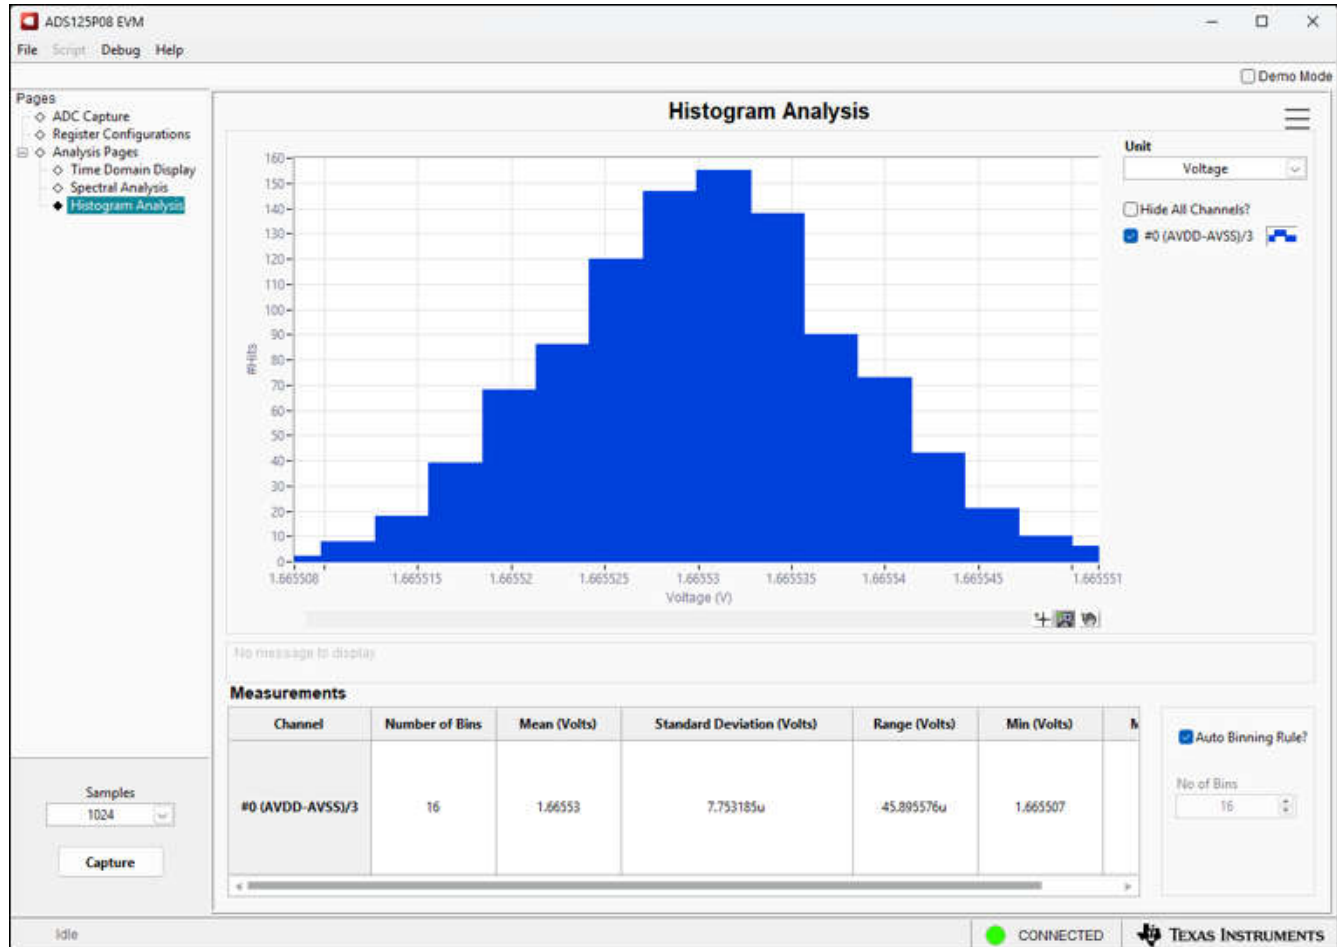 ADS125P08 EVM
File Script Debug Help
Demo Mode
Pages
ADC Capture
Register Configurations
Analysis Pages
Time Domain Display
Spectral Analysis
Histogram Analysis
Histogram Analysis
Unit
Voltage
Hide All Channels?
#0 (AVDD-AVSS)/3
160
150
140
130
120
110
100
90
80
70
60
50
40
30
20
10
0
#Hits
1.665508 1.665515 1.66552 1.665525 1.66553 1.665535 1.66554 1.665545 1.665551
Voltage (V)
No message to display
Measurements
Channel Number of Bins Mean (Volts) Standard Deviation (Volts) Range (Volts) Min (Volts) M
#0 (AVDD-AVSS)/3 16 1.66553 7.753185u 45.895576u 1.665507
Auto Binning Rule?
No of Bins
16
Samples
1024
Capture
Idle
CONNECTED
TEXAS INSTRUMENTS